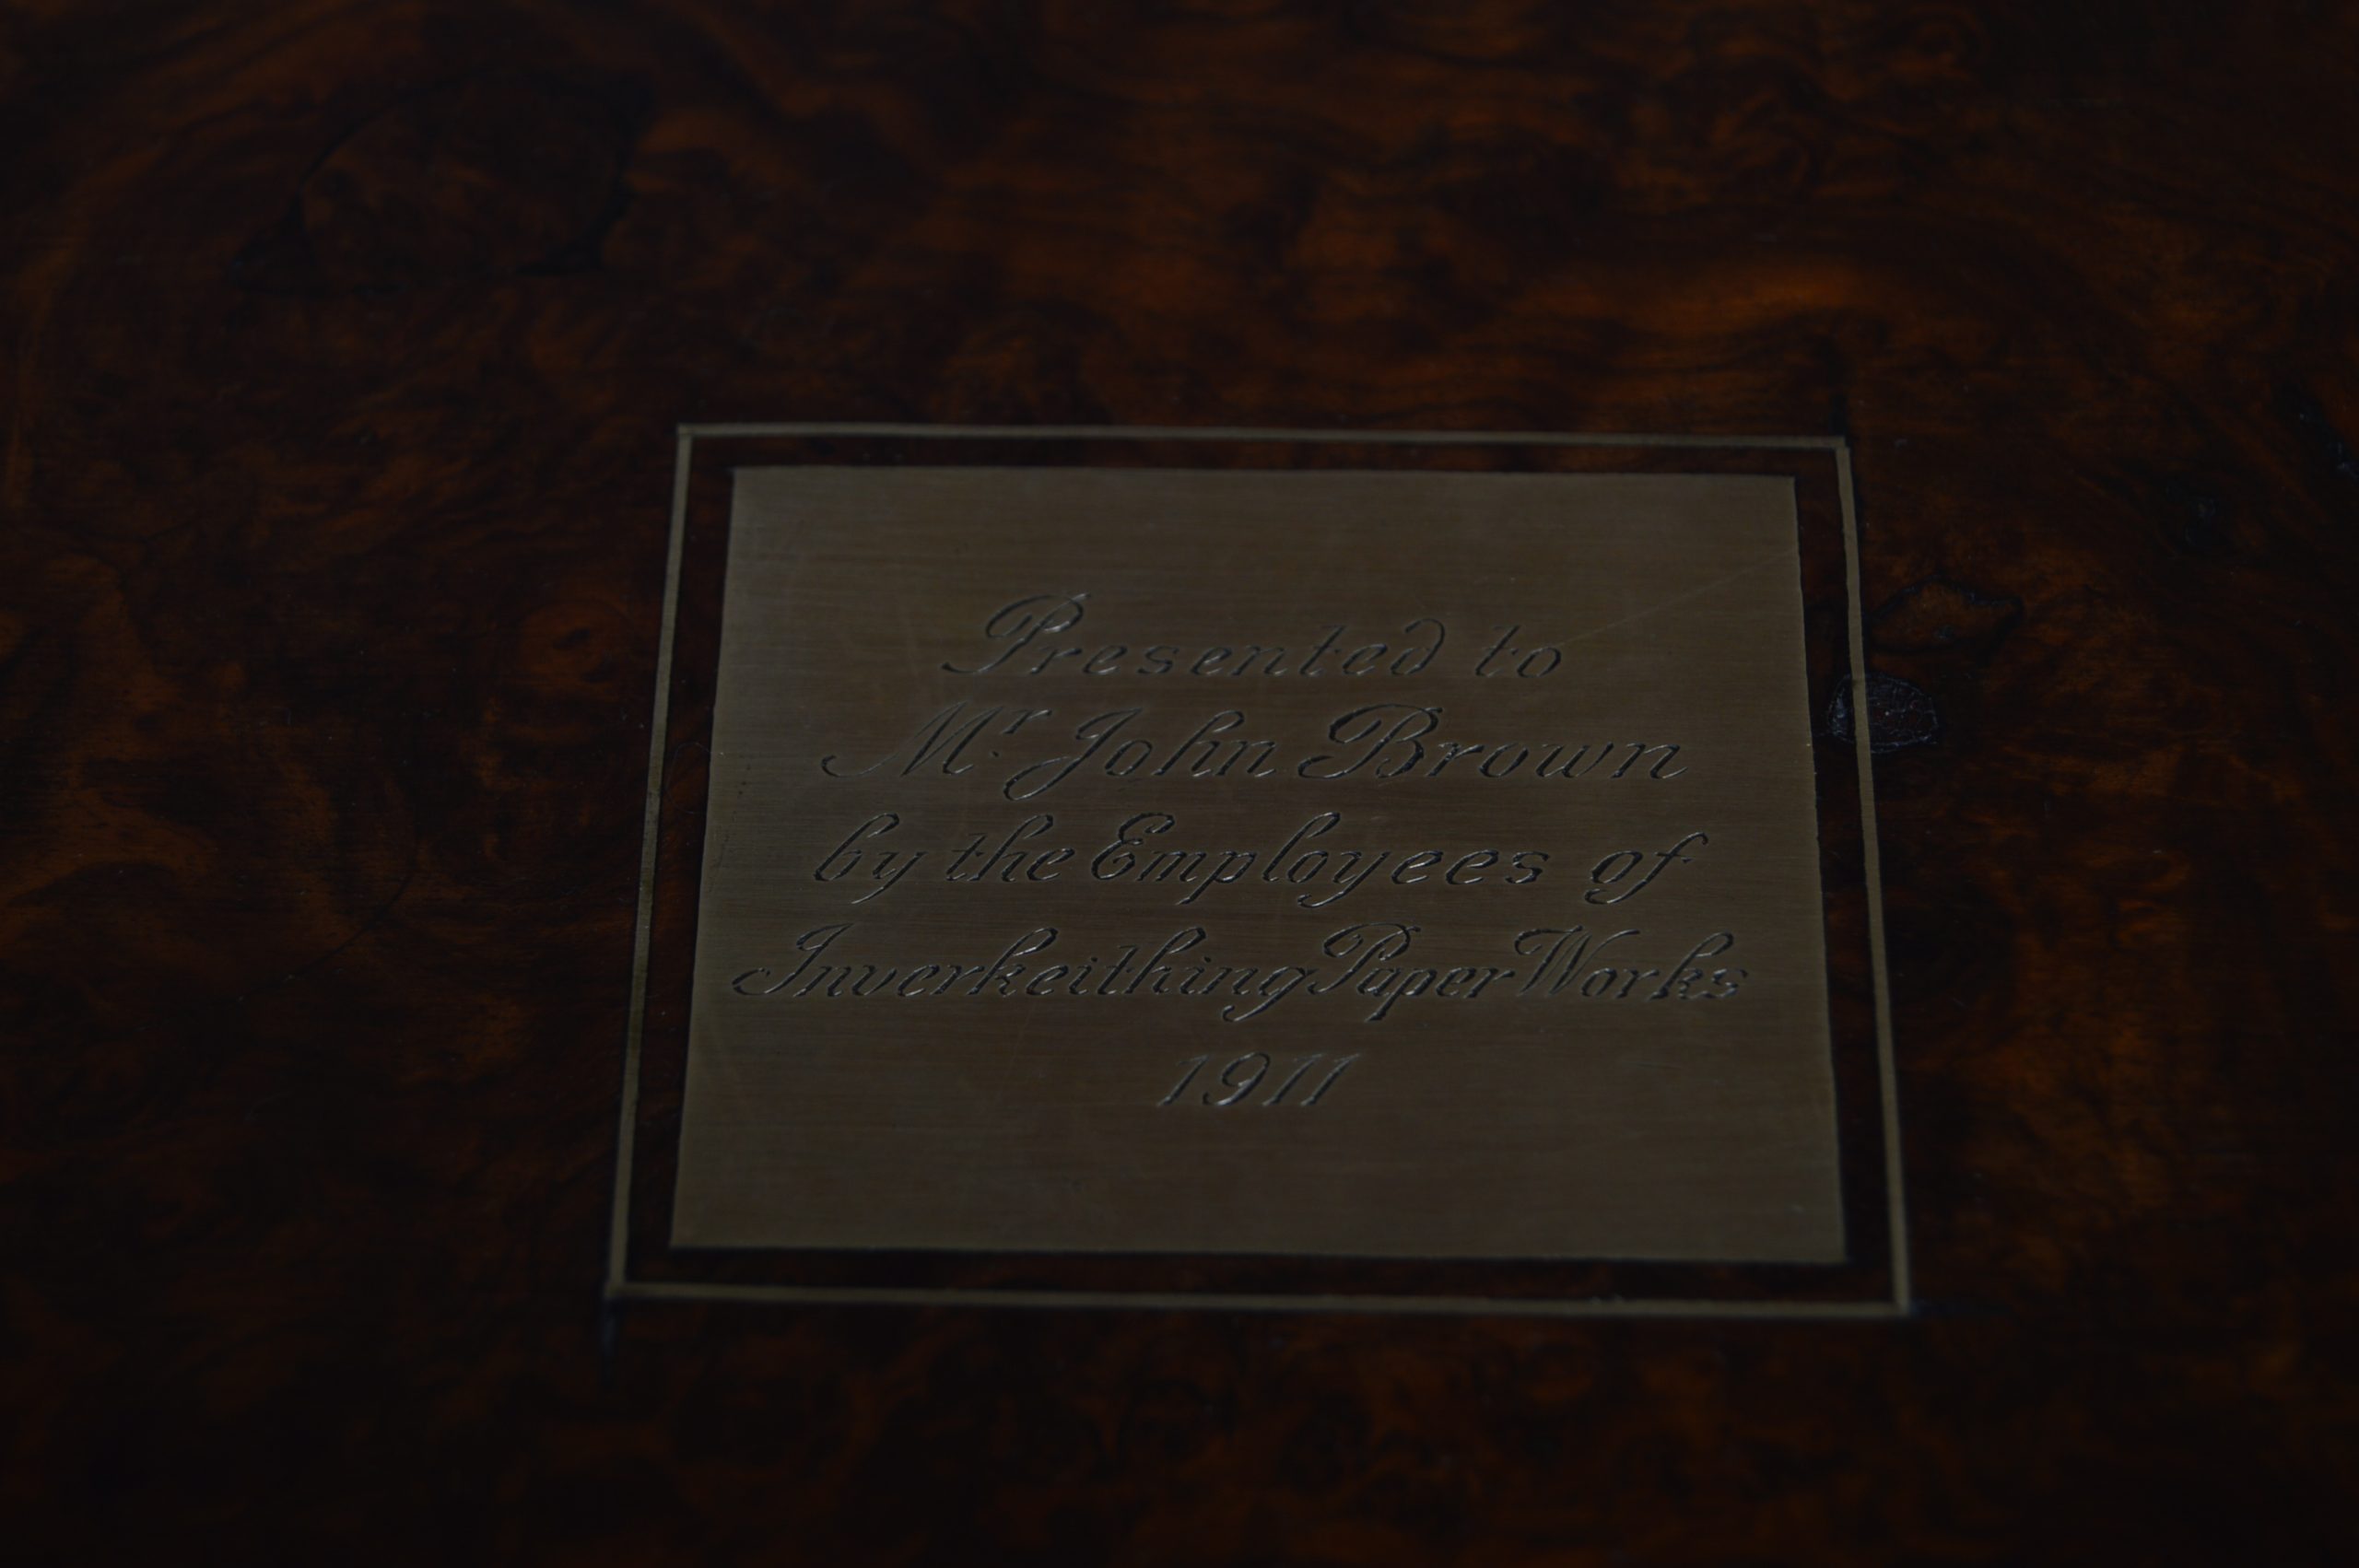 Presented to
Mr. John Brown
by the Employees of
Inverkeithing Paper Works
1911